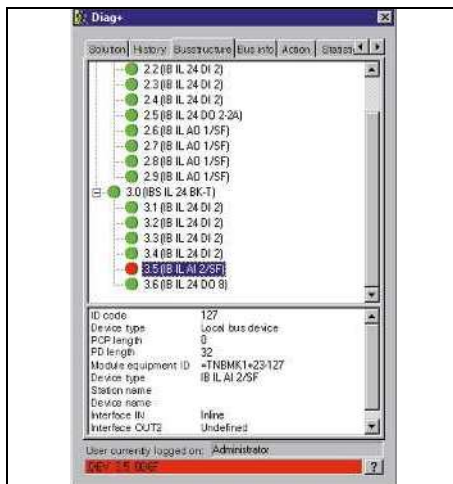 Diag+
Solution History Busstructure Bus info Action Statisti
2.2 (IB IL 24 DI 2)
2.3 (IB IL 24 DI 2)
2.4 (IB IL 24 DI 2)
2.5 (IB IL 24 DO 2-2A)
2.6 (IB IL AO 1/SF)
2.7 (IB IL AO 1/SF)
2.8 (IB IL AO 1/SF)
2.9 (IB IL AO 1/SF)
3.0 (IBS IL 24 BK-T)
3.1 (IB IL 24 DI 2)
3.2 (IB IL 24 DI 2)
3.3 (IB IL 24 DI 2)
3.4 (IB IL 24 DI 2)
3.5 (IB IL AI 2/SF)
3.6 (IB IL 24 DO 8)
ID code 127
Device type Local bus device
PCP length 0
PD length 32
Module equipment ID =TNBMK1+23-127
Device type IB IL AI 2/SF
Station name
Device name
Interface IN Inline
Interface OUT2 Undefined
User currently logged on: Administrator
DEV 3.5 0D6F ?